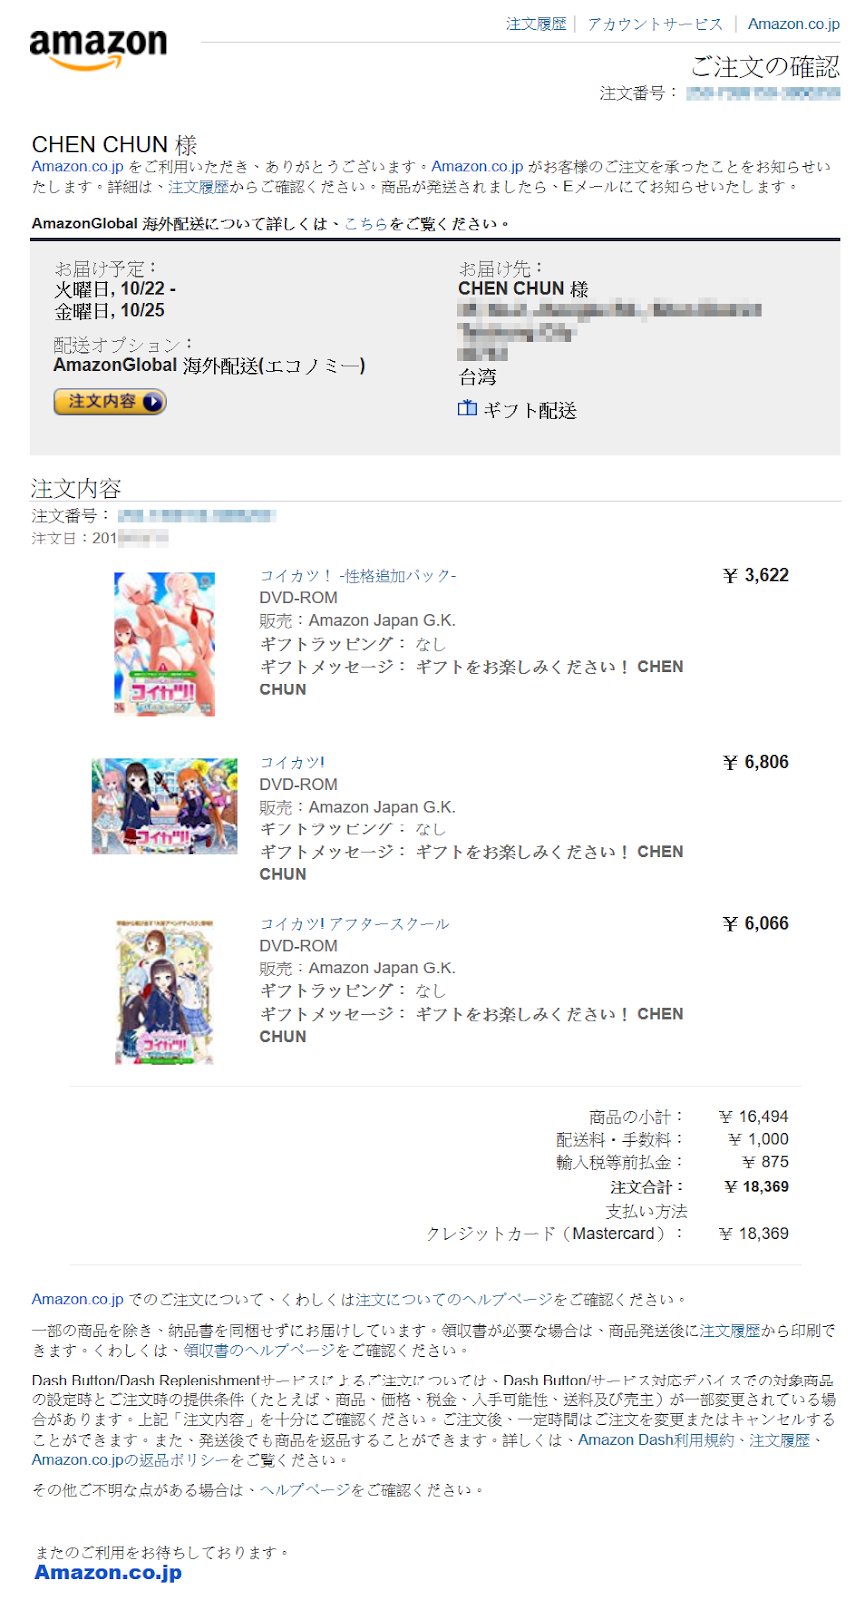 amazon
注文履歴 | アカウントサービス | Amazon.co.jp
ご注文の確認
注文番号：
CHEN CHUN 様
Amazon.co.jp をご利用いただき、ありがとうございます。Amazon.co.jp がお客様のご注文を承ったことをお知らせい
たします。詳細は、注文履歴からご確認ください。商品が発送されましたら、Eメールにてお知らせいたします。
AmazonGlobal 海外配送について詳しくは、こちらをご覧ください。
お届け予定：
火曜日, 10/22 -
金曜日, 10/25
配送オプション：
AmazonGlobal 海外配送(エコノミー)
注文内容
お届け先：
CHEN CHUN 様
台湾
ギフト配送
注文内容
注文番号：
注文日：201
コイカツ！ -性格追加パック-
￥ 3,622
DVD-ROM
販売：Amazon Japan G.K.
ギフトラッピング： なし
ギフトメッセージ： ギフトをお楽しみください！ CHEN
CHUN
コイカツ!
コイカツ!
￥ 6,806
DVD-ROM
販売：Amazon Japan G.K.
ギフトラッピング： なし
ギフトメッセージ： ギフトをお楽しみください！ CHEN
CHUN
コイカツ!
コイカツ! アフタースクール
￥ 6,066
DVD-ROM
販売：Amazon Japan G.K.
ギフトラッピング： なし
ギフトメッセージ： ギフトをお楽しみください！ CHEN
CHUN
コイカツ!
商品の小計： ￥ 16,494
配送料・手数料： ￥ 1,000
輸入税等前払金： ￥ 875
注文合計： ￥ 18,369
支払い方法
クレジットカード（Mastercard）： ￥ 18,369
Amazon.co.jp でのご注文について、くわしくは注文についてのヘルプページをご確認ください。
一部の商品を除き、納品書を同梱せずにお届けしています。領収書が必要な場合は、商品発送後に注文履歴から印刷で
きます。くわしくは、領収書のヘルプページをご確認ください。
Dash Button/Dash Replenishmentサービスによるご注文については、Dash Button/サービス対応デバイスでの対象商品
の設定時とご注文時の提供条件（たとえば、商品、価格、税金、入手可能性、送料及び売主）が一部変更されている場
合があります。上記「注文内容」を十分にご確認ください。ご注文後、一定時間はご注文を変更またはキャンセルする
ことができます。また、発送後でも商品を返品することができます。詳しくは、Amazon Dash利用規約、注文履歴、
Amazon.co.jpの返品ポリシーをご覧ください。
その他ご不明な点がある場合は、ヘルプページをご確認ください。
またのご利用をお待ちしております。
Amazon.co.jp